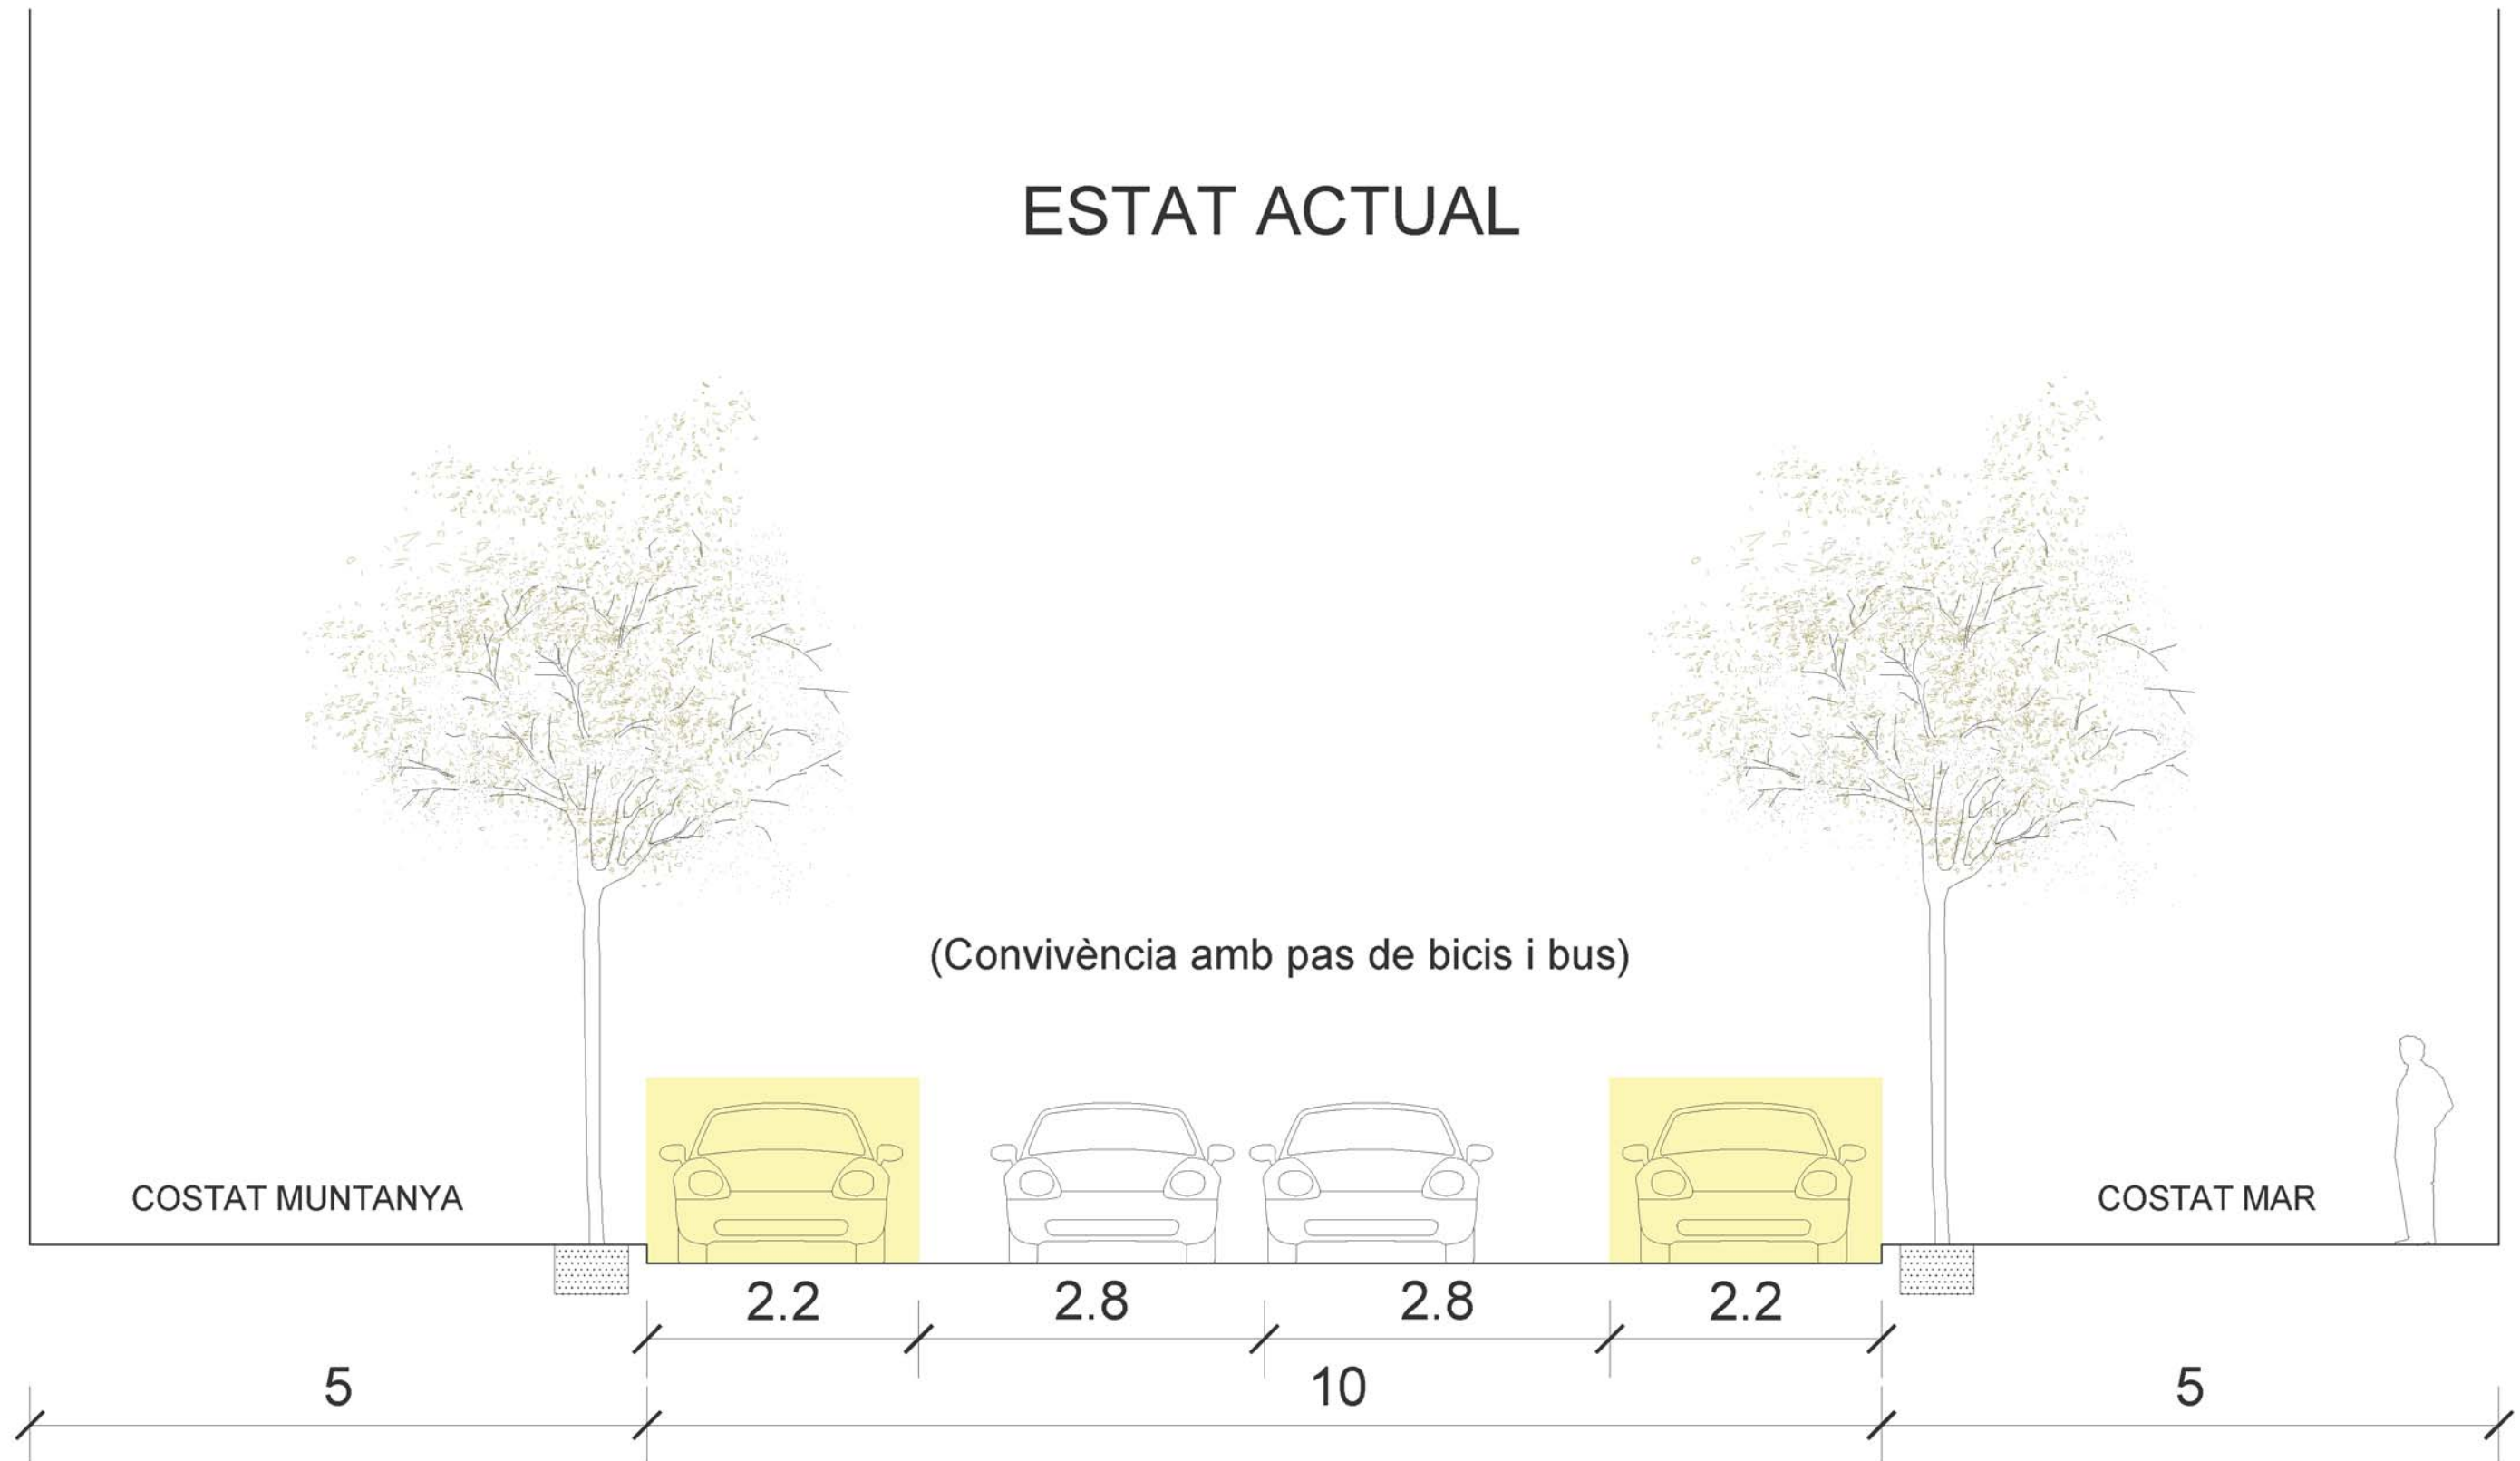 ESTAT ACTUAL
(Convivència amb pas de bicis i bus)
COSTAT MUNTANYA
COSTAT MAR
2.2 2.8 2.8 2.2
5 10 5